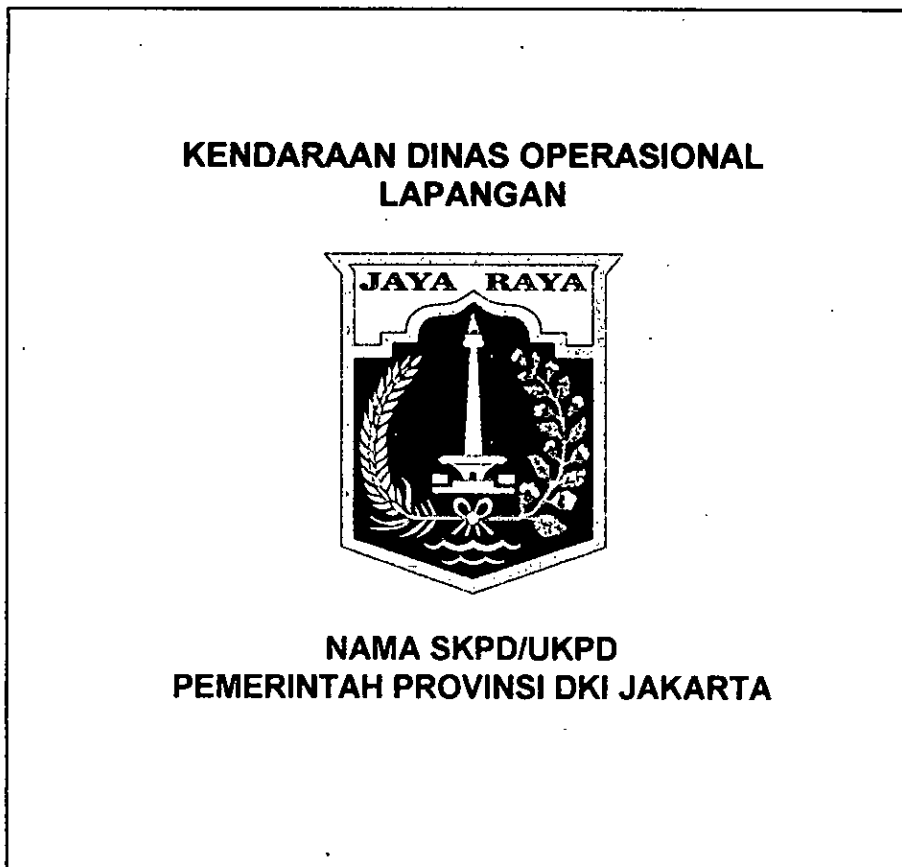 KENDARAAN DINAS OPERASIONAL
LAPANGAN
JAYA RAYA
NAMA SKPD/UKPD
PEMERINTAH PROVINSI DKI JAKARTA